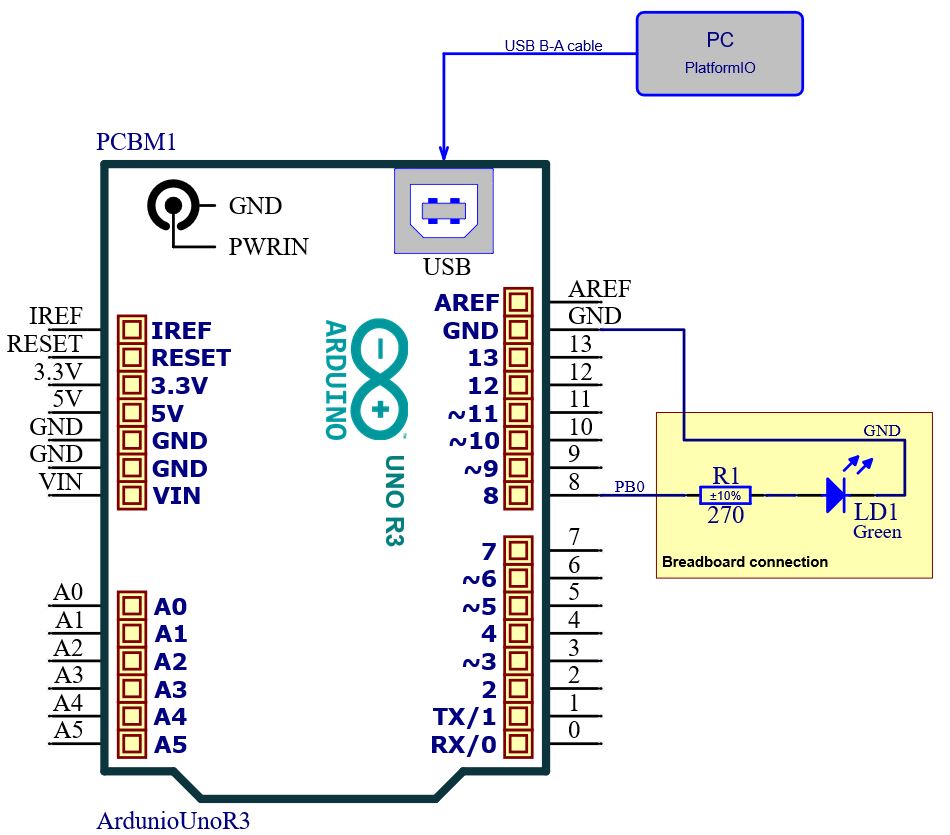 PC
USB B-A cable
PlatformIO
PCBM1
GND
PWRIN
USB
IREF
RESET
3.3V
5V
GND
GND
VIN
IREF
RESET
3.3V
5V
GND
GND
VIN
ARDUINO
UNO R3
™
AREF
GND
13
12
~11
~10
~9
8
AREF
GND
13
12
11
10
9
8
PB0
R1
±10%
270
GND
LD1
Green
Breadboard connection
A0
A1
A2
A3
A4
A5
A0
A1
A2
A3
A4
A5
7
~6
~5
4
~3
2
TX/1
RX/0
7
6
5
4
3
2
1
0
ArdunioUnoR3